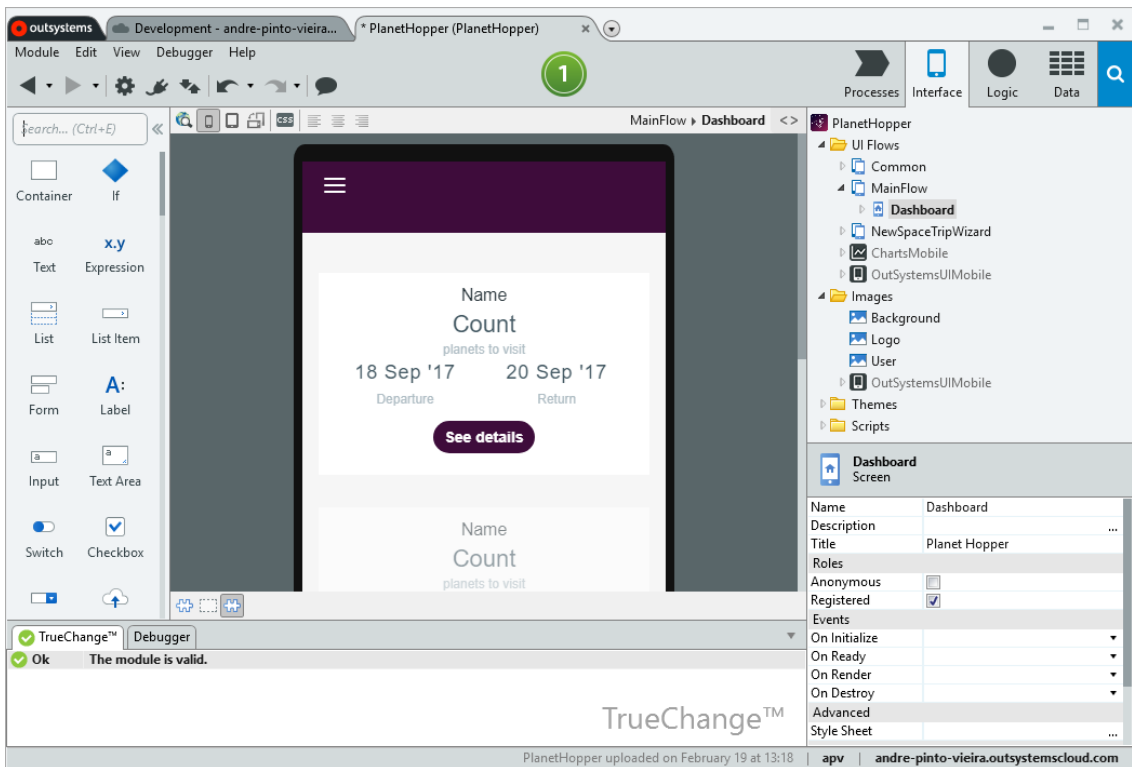 outsystems
Development - andre-pinto-vieira...
* PlanetHopper (PlanetHopper)
Module Edit View Debugger Help
1
Processes Interface Logic Data
Search... (Ctrl+E)
Container If
abc x.y
Text Expression
List List Item
A:
Form Label
a a
Input Text Area
Switch Checkbox
css
MainFlow Dashboard <>
Name
Count
planets to visit
18 Sep '17 20 Sep '17
Departure Return
See details
Name
Count
planets to visit
PlanetHopper
UI Flows
Common
MainFlow
Dashboard
NewSpaceTripWizard
ChartsMobile
OutSystemsUIMobile
Images
Background
Logo
User
OutSystemsUIMobile
Themes
Scripts
Dashboard
Screen
Name Dashboard
Description ...
Title Planet Hopper
Roles
Anonymous
Registered
Events
On Initialize
On Ready
On Render
On Destroy
Advanced
Style Sheet ...
TrueChange™ Debugger
Ok The module is valid.
TrueChange™
PlanetHopper uploaded on February 19 at 13:18 | apv | andre-pinto-vieira.outsystemscloud.com